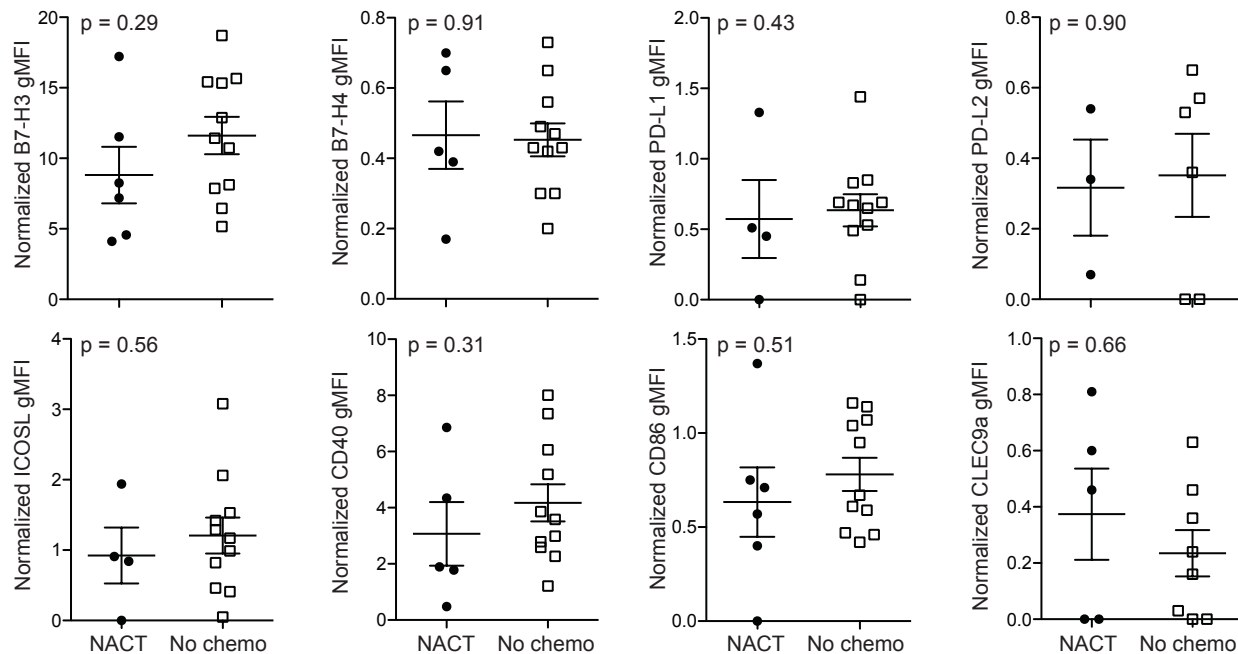 p = 0.29
Normalized B7-H3 gMFI
20
15
10
5
0
p = 0.91
Normalized B7-H4 gMFI
0.8
0.6
0.4
0.2
0.0
p = 0.43
Normalized PD-L1 gMFI
2.0
1.5
1.0
0.5
0.0
p = 0.90
Normalized PD-L2 gMFI
0.8
0.6
0.4
0.2
0.0
p = 0.56
Normalized ICOSL gMFI
4
3
2
1
0
NACT No chemo
p = 0.31
Normalized CD40 gMFI
10
8
6
4
2
0
NACT No chemo
p = 0.51
Normalized CD86 gMFI
1.5
1.0
0.5
0.0
NACT No chemo
p = 0.66
Normalized CLEC9a gMFI
1.0
0.8
0.6
0.4
0.2
0.0
NACT No chemo